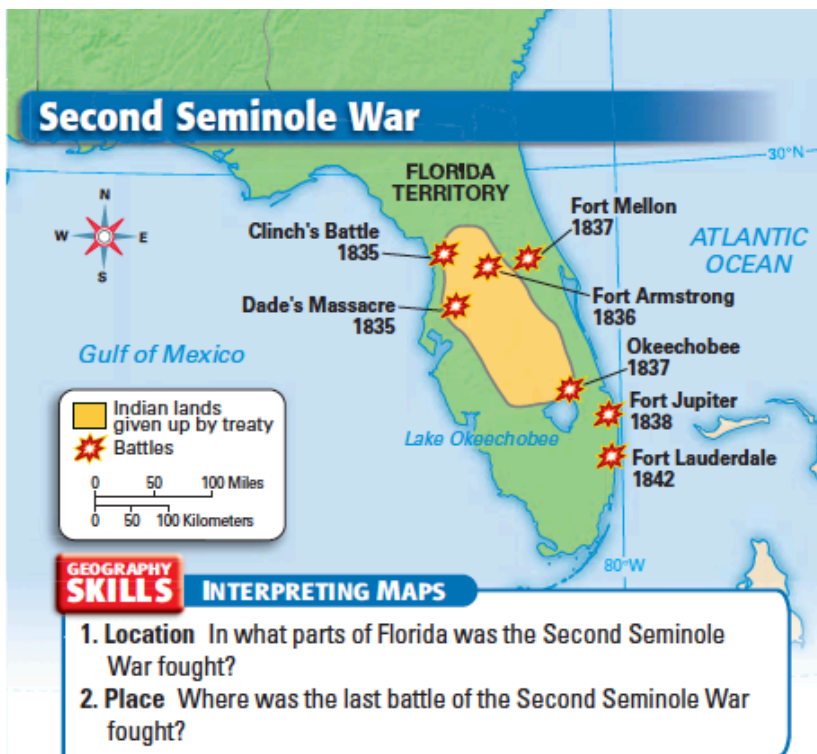 Second Seminole War
30°N
FLORIDA
TERRITORY
N
W
E
S
Clinch's Battle
1835
Fort Mellon
1837
ATLANTIC
OCEAN
Dade's Massacre
1835
Fort Armstrong
1836
Gulf of Mexico
Okeechobee
1837
Indian lands
given up by treaty
Battles
0 50 100 Miles
0 50 100 Kilometers
Lake Okeechobee
Fort Jupiter
1838
Fort Lauderdale
1842
80°W
GEOGRAPHY
SKILLS
INTERPRETING MAPS
1. Location In what parts of Florida was the Second Seminole
War fought?
2. Place Where was the last battle of the Second Seminole War
fought?